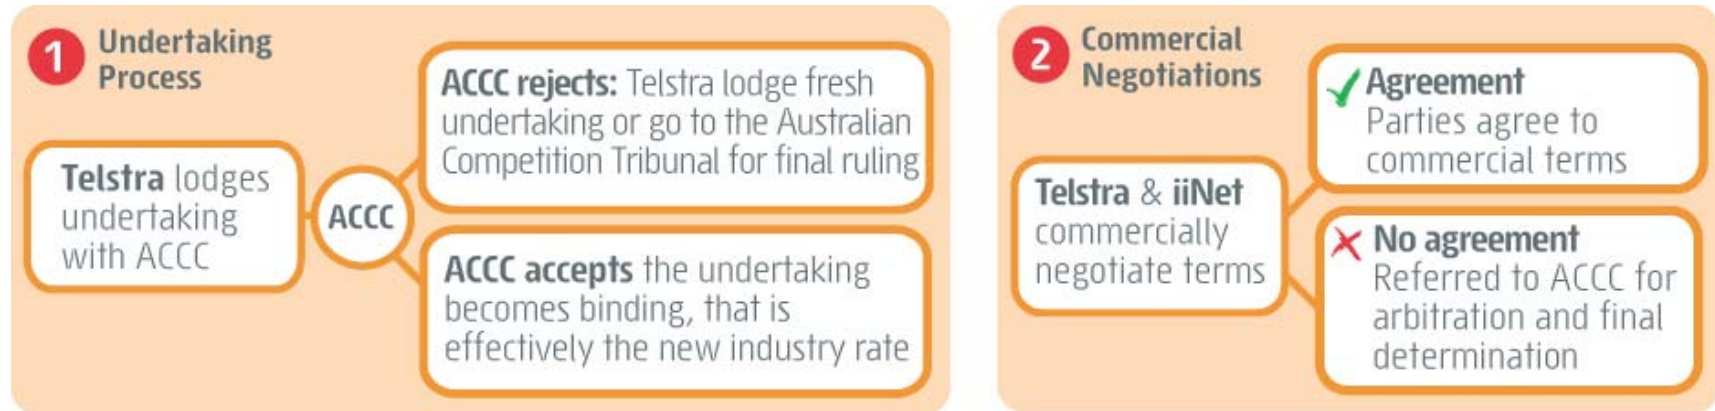 1
Undertaking
Process
Telstra lodges
undertaking
with ACCC
ACCC
ACCC rejects: Telstra lodge fresh
undertaking or go to the Australian
Competition Tribunal for final ruling
ACCC accepts the undertaking
becomes binding, that is
effectively the new industry rate
2
Commercial
Negotiations
Telstra & iiNet
commercially
negotiate terms
Agreement
Parties agree to
commercial terms
No agreement
Referred to ACCC for
arbitration and final
determination